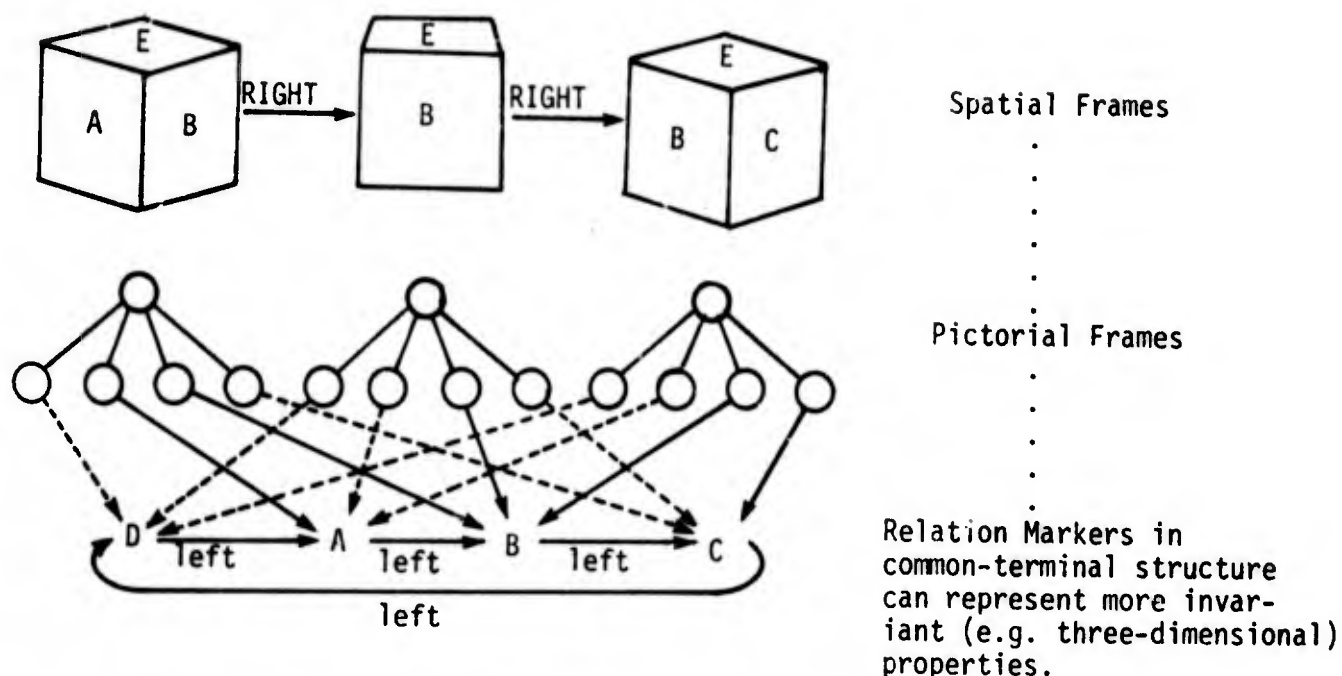 E
A B
RIGHT
E
B
RIGHT
E
B C
Spatial Frames
Pictorial Frames
D left A left B left C
left
Relation Markers in
common-terminal structure
can represent more invar-
iant (e.g. three-dimensional)
properties.